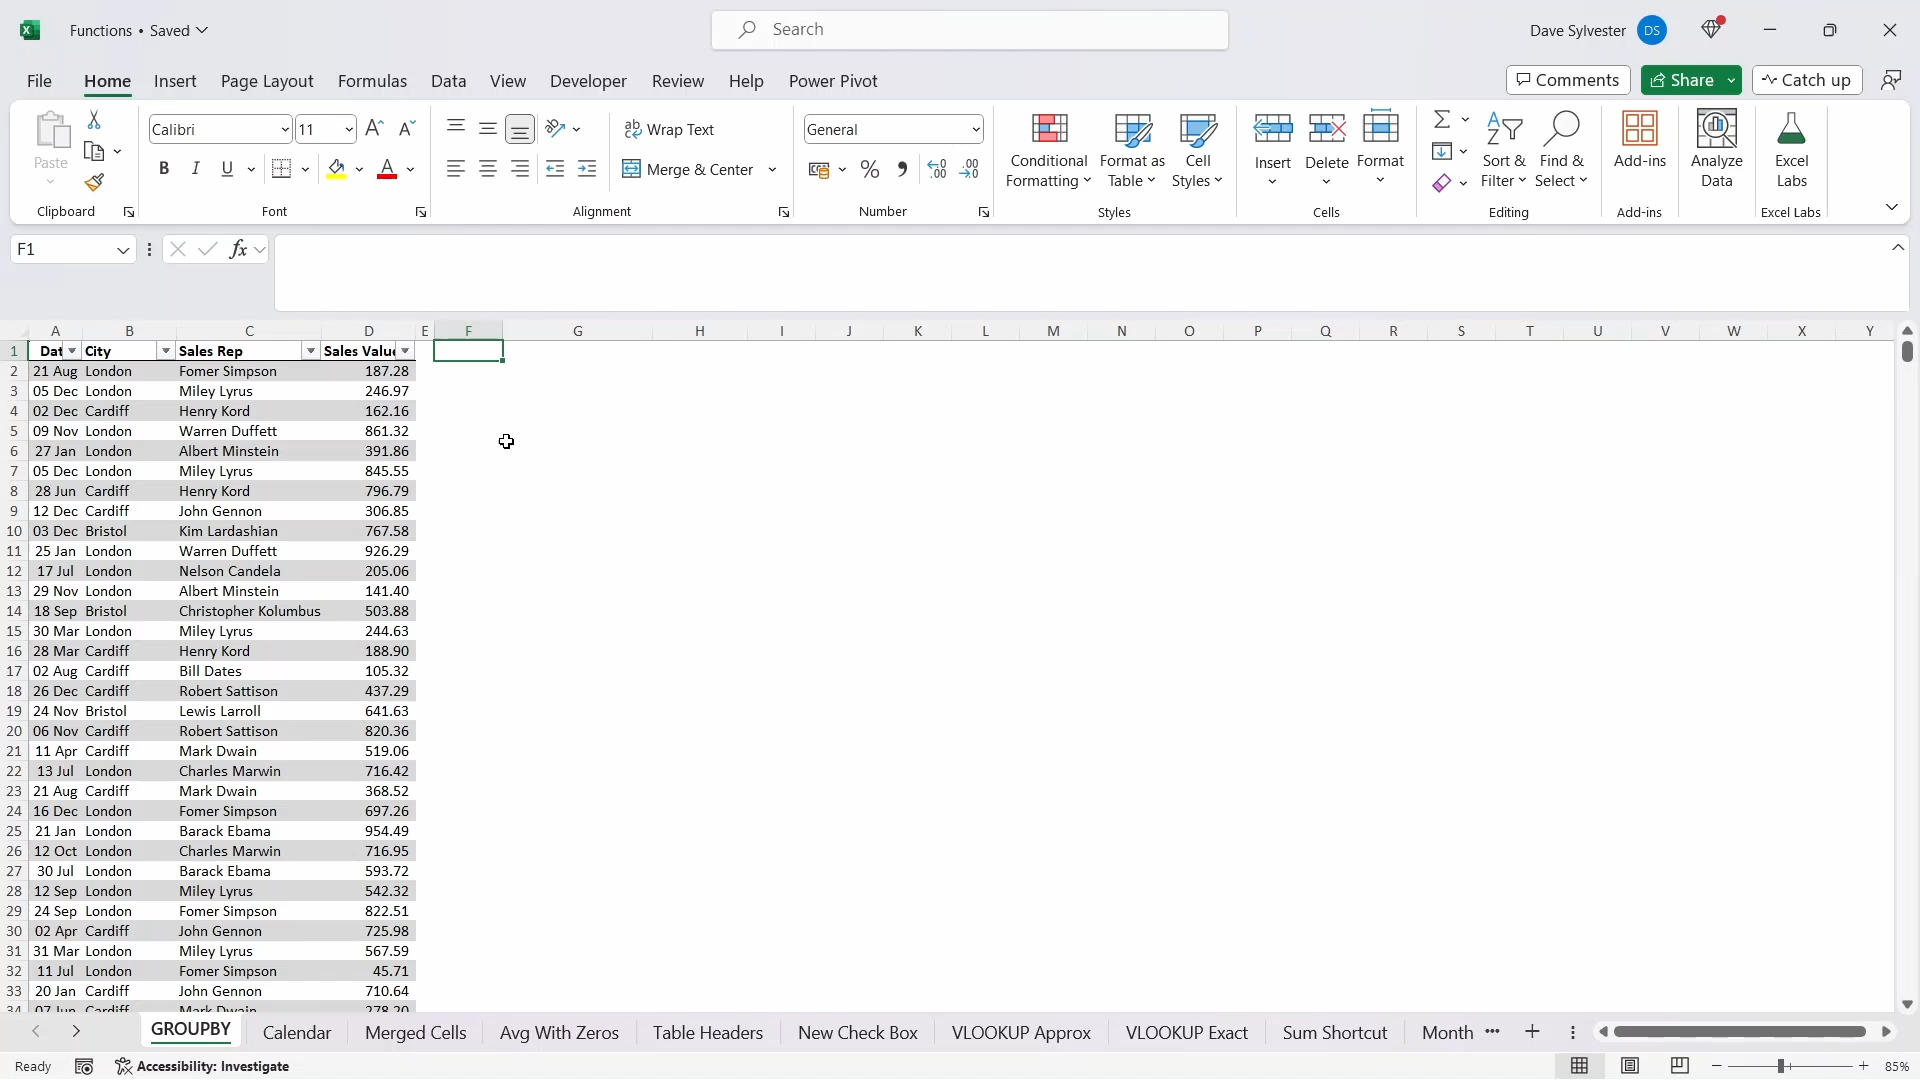 Functions • Saved
Search
Dave Sylvester DS
File Home Insert Page Layout Formulas Data View Developer Review Help Power Pivot
Comments Share Catch up
Paste
Clipboard
Calibri 11
B I U A
Font
ab Wrap Text
Merge & Center
Alignment
General
% , .00
Number
Conditional Formatting
Format as Table
Cell Styles
Styles
Insert Delete Format
Cells
Sort & Filter
Find & Select
Editing
Add-ins
Add-ins
Analyze Data
Excel Labs
Excel Labs
F1 fx
A B C D E F G H I J K L M N O P Q R S T U V W X Y
1 Dat City Sales Rep Sales Value
2 21 Aug London Fomer Simpson 187.28
3 05 Dec London Miley Lyrus 246.97
4 02 Dec Cardiff Henry Kord 162.16
5 09 Nov London Warren Duffett 861.32
6 27 Jan London Albert Minstein 391.86
7 05 Dec London Miley Lyrus 845.55
8 28 Jun Cardiff Henry Kord 796.79
9 12 Dec Cardiff John Gennon 306.85
10 03 Dec Bristol Kim Lardashian 767.58
11 25 Jan London Warren Duffett 926.29
12 17 Jul London Nelson Candela 205.06
13 29 Nov London Albert Minstein 141.40
14 18 Sep Bristol Christopher Kolumbus 503.88
15 30 Mar London Miley Lyrus 244.63
16 28 Mar Cardiff Henry Kord 188.90
17 02 Aug Cardiff Bill Dates 105.32
18 26 Dec Cardiff Robert Sattison 437.29
19 24 Nov Bristol Lewis Larroll 641.63
20 06 Nov Cardiff Robert Sattison 820.36
21 11 Apr Cardiff Mark Dwain 519.06
22 13 Jul London Charles Marwin 716.42
23 21 Aug Cardiff Mark Dwain 368.52
24 16 Dec London Fomer Simpson 697.26
25 21 Jan London Barack Ebama 954.49
26 12 Oct London Charles Marwin 716.95
27 30 Jul London Barack Ebama 593.72
28 12 Sep London Miley Lyrus 542.32
29 24 Sep London Fomer Simpson 822.51
30 02 Apr Cardiff John Gennon 725.98
31 31 Mar London Miley Lyrus 567.59
32 11 Jul London Fomer Simpson 45.71
33 20 Jan Cardiff John Gennon 710.64
34 07 Jun Cardiff Mark Dwain 278.20
GROUPBY Calendar Merged Cells Avg With Zeros Table Headers New Check Box VLOOKUP Approx VLOOKUP Exact Sum Shortcut Month
Ready Accessibility: Investigate 85%